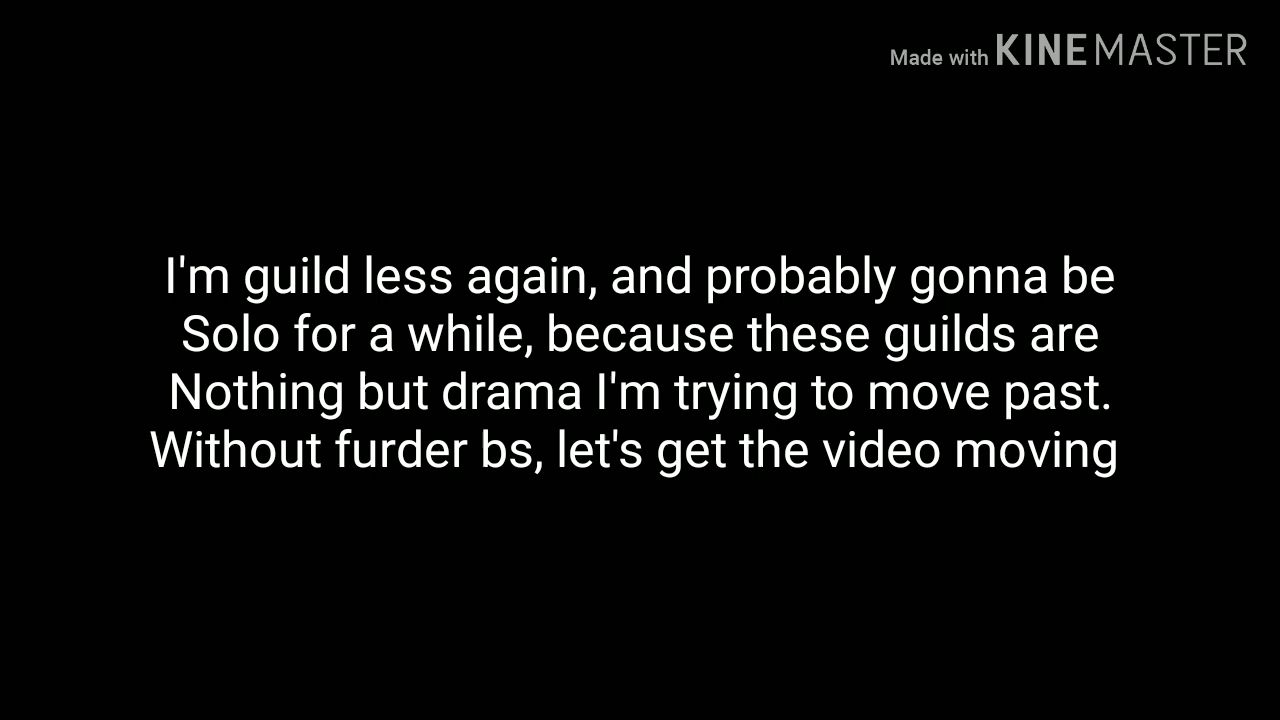 Made with KINEMASTER
I'm guild less again, and probably gonna be
Solo for a while, because these guilds are
Nothing but drama I'm trying to move past.
Without furder bs, let's get the video moving